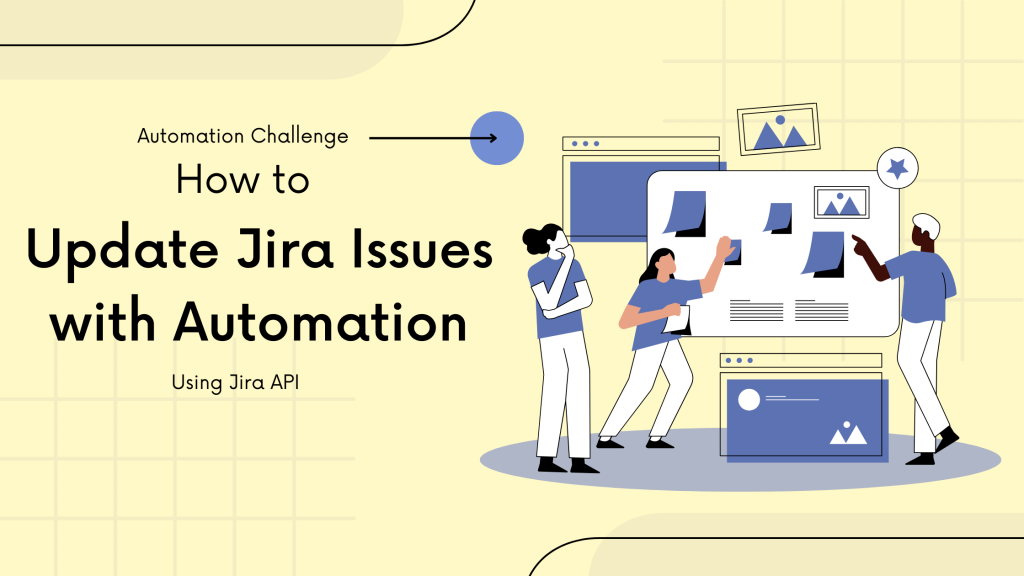 Automation Challenge
How to
Update Jira Issues
with Automation
Using Jira API